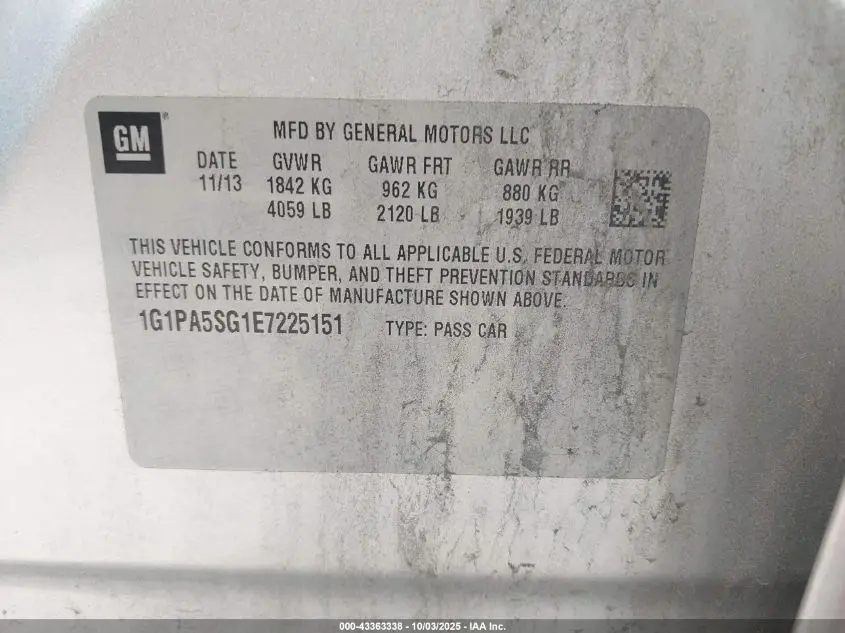 GM ®
MFD BY GENERAL MOTORS LLC
DATE GVWR GAWR FRT GAWR RR
11/13 1842 KG 962 KG 880 KG
4059 LB 2120 LB 1939 LB
THIS VEHICLE CONFORMS TO ALL APPLICABLE U.S. FEDERAL MOTOR
VEHICLE SAFETY, BUMPER, AND THEFT PREVENTION STANDARDS IN
EFFECT ON THE DATE OF MANUFACTURE SHOWN ABOVE.
1G1PA5SG1E7225151 TYPE: PASS CAR
000-43363338 - 10/03/2025 - IAA Inc.